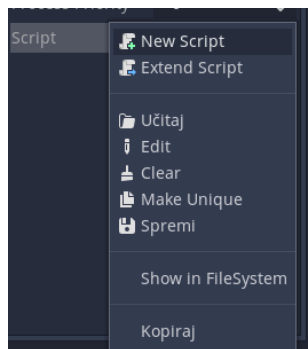 Script
New Script
Extend Script
Učitaj
Edit
Clear
Make Unique
Spremi
Show in FileSystem
Kopiraj